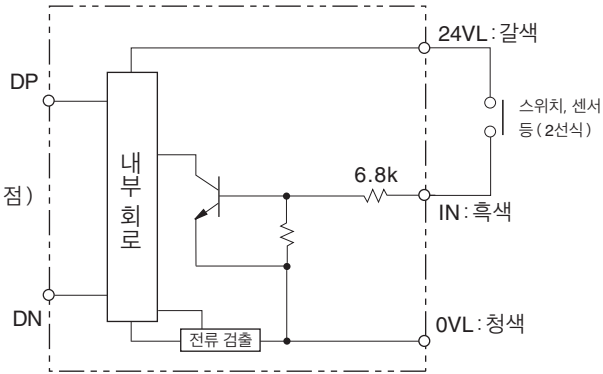 24VL:갈색
DP
스위치, 센서
등(2선식)
내부 회로
6.8k
점)
IN:흑색
DN
전류 검출
0VL:청색